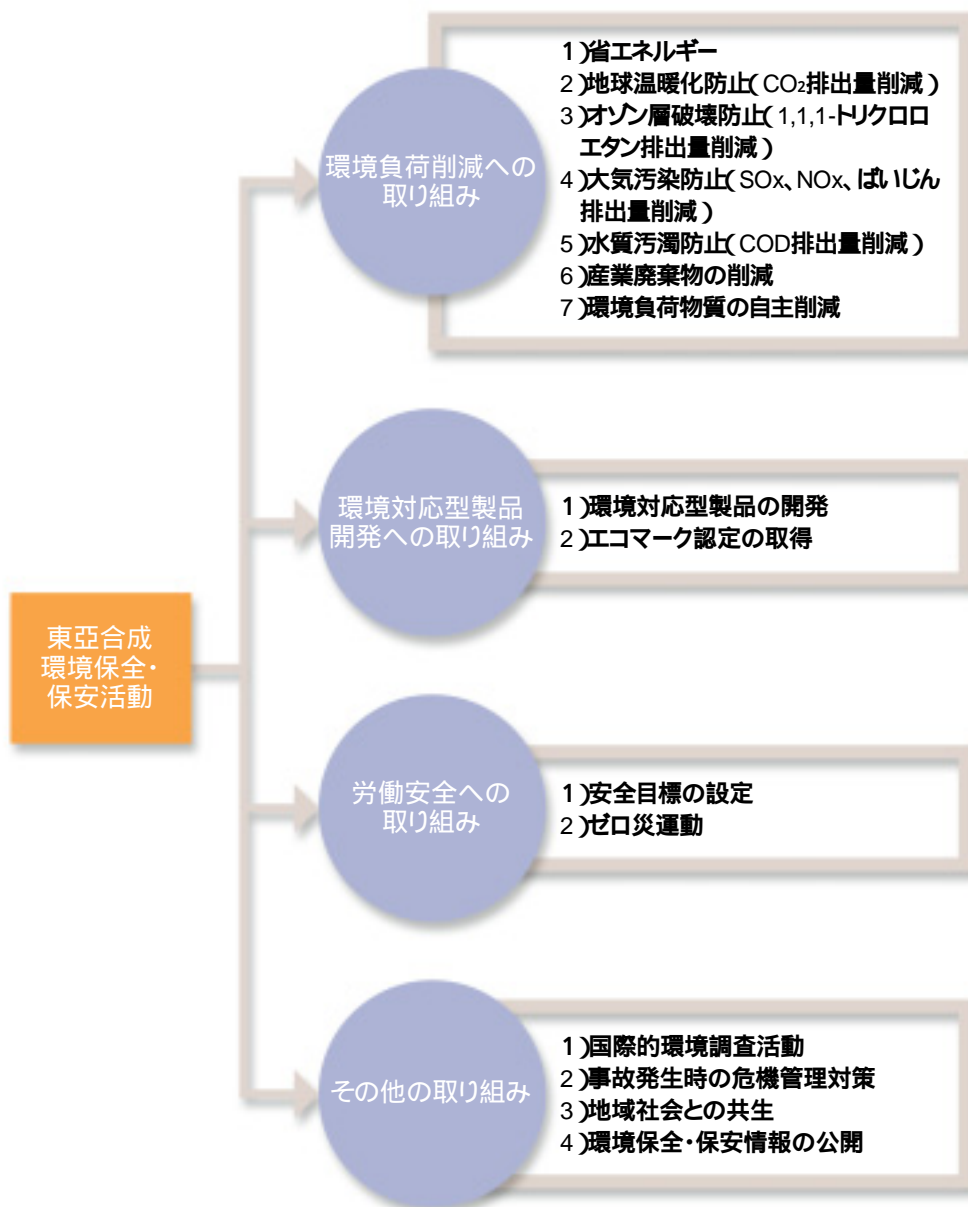 東亞合成
環境保全・
保安活動
環境負荷削減への
取り組み
1)省エネルギー
2)地球温暖化防止(CO₂排出量削減)
3)オゾン層破壊防止(1,1,1-トリクロロ
エタン排出量削減)
4)大気汚染防止(SOx、NOx、ばいじん
排出量削減)
5)水質汚濁防止(COD排出量削減)
6)産業廃棄物の削減
7)環境負荷物質の自主削減
環境対応型製品
開発への取り組み
1)環境対応型製品の開発
2)エコマーク認定の取得
労働安全への
取り組み
1)安全目標の設定
2)ゼロ災運動
その他の取り組み
1)国際的環境調査活動
2)事故発生時の危機管理対策
3)地域社会との共生
4)環境保全・保安情報の公開